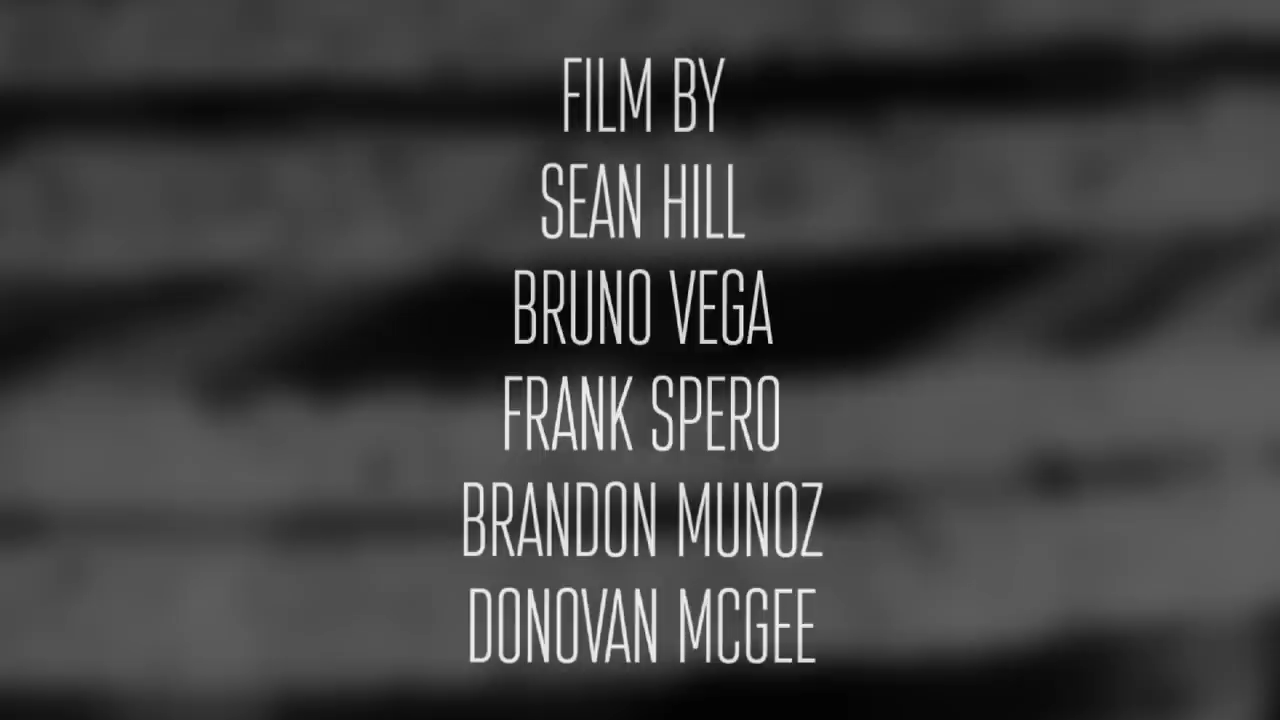 FILM BY
SEAN HILL
BRUNO VEGA
FRANK SPERO
BRANDON MUNOZ
DONOVAN MCGEE